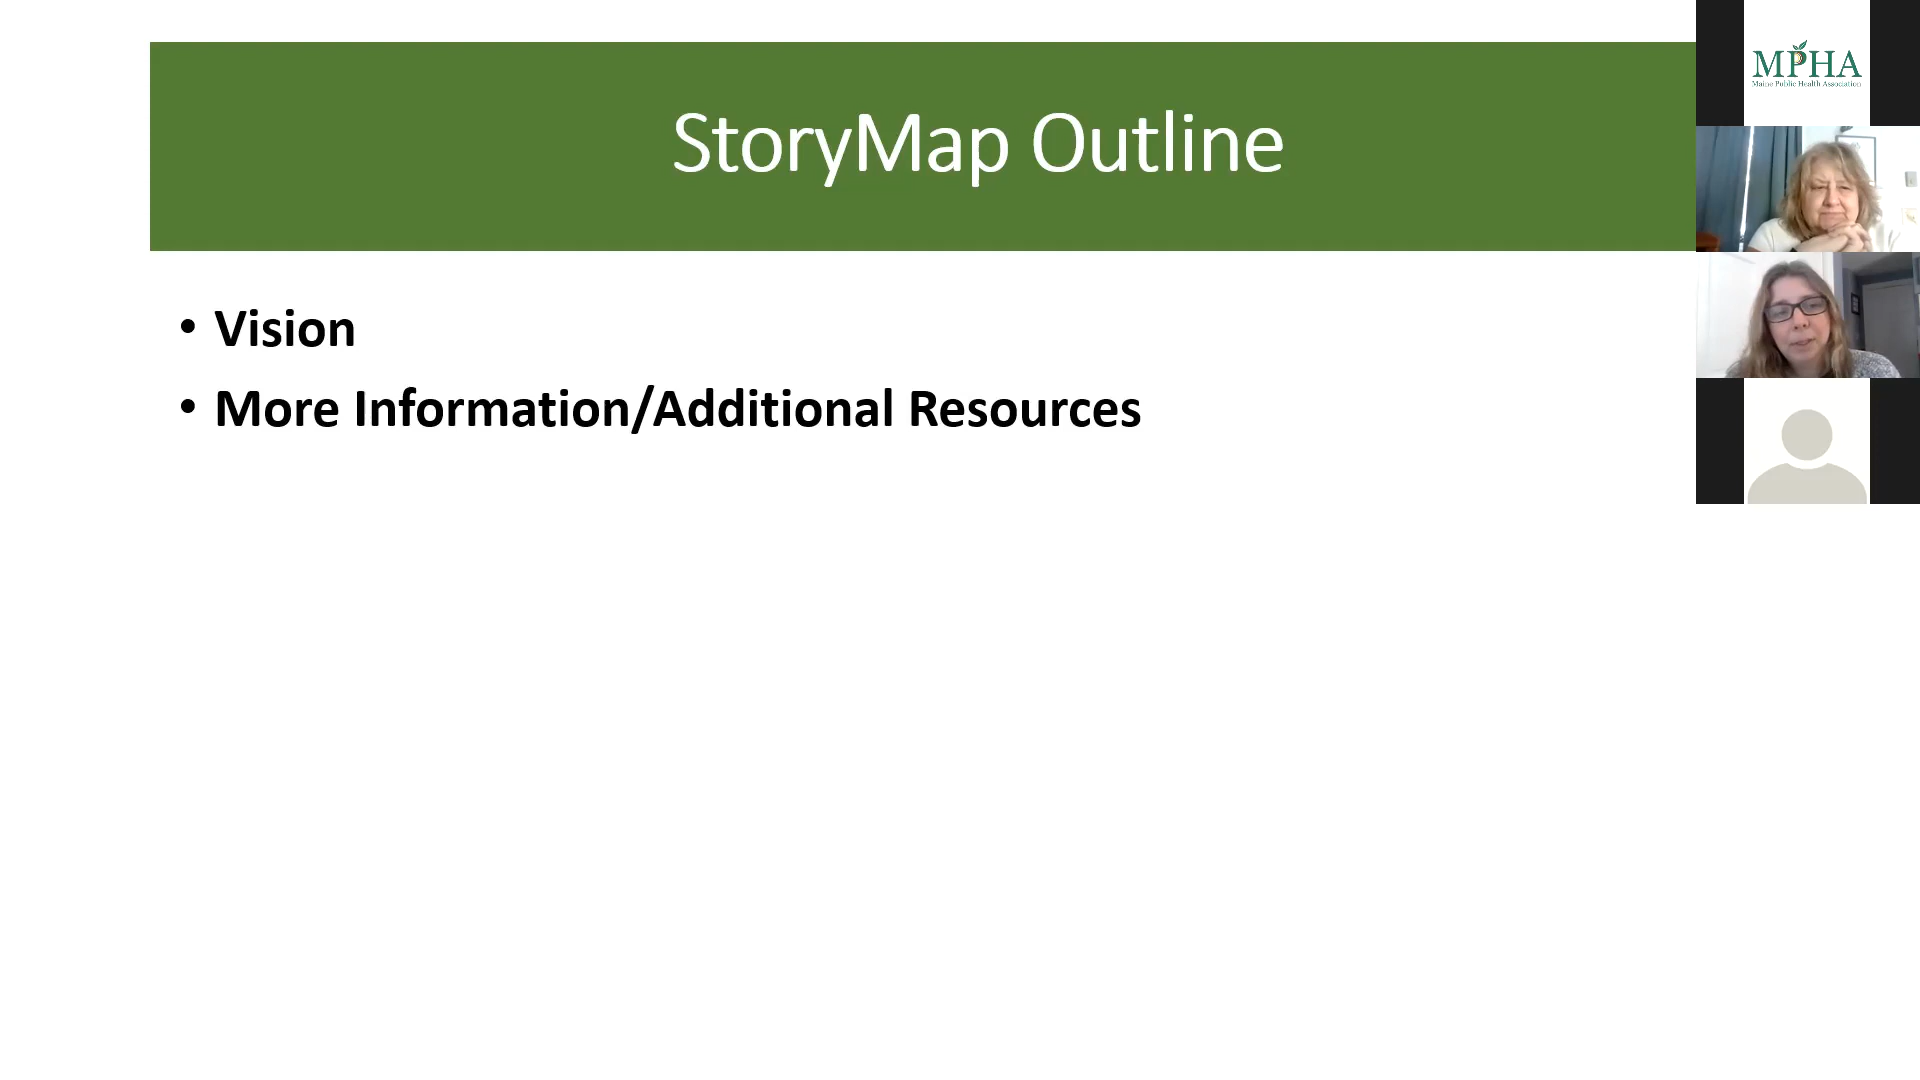 StoryMap Outline
• Vision
• More Information/Additional Resources
MPHA
Maine Public Health Association